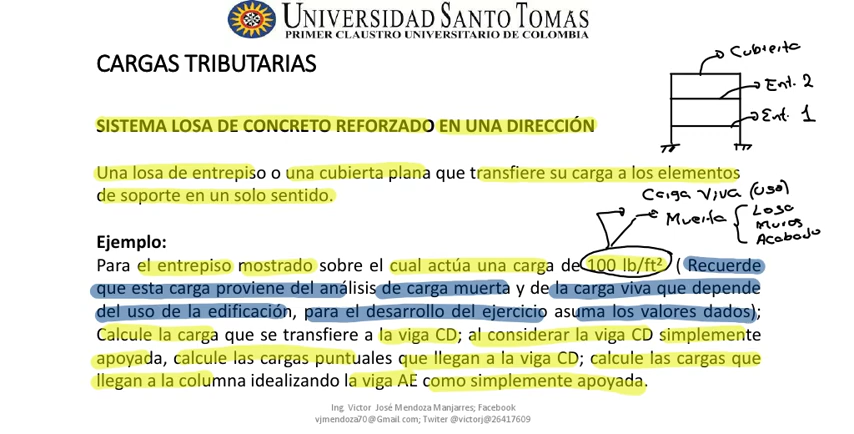 UNIVERSIDAD SANTO TOMAS
PRIMER CLAUSTRO UNIVERSITARIO DE COLOMBIA
CARGAS TRIBUTARIAS
Cubierta
Ent. 2
Ent. 1
SISTEMA LOSA DE CONCRETO REFORZADO EN UNA DIRECCIÓN
Una losa de entrepiso o una cubierta plana que transfiere su carga a los elementos
de soporte en un solo sentido.
Carga Viva (USO)
Muerta { Losa
Muros
Acabado
Ejemplo:
Para el entrepiso mostrado sobre el cual actúa una carga de 100 lb/ft² ( Recuerde
que esta carga proviene del análisis de carga muerta y de la carga viva que depende
del uso de la edificación, para el desarrollo del ejercicio asuma los valores dados);
Calcule la carga que se transfiere a la viga CD; al considerar la viga CD simplemente
apoyada, calcule las cargas puntuales que llegan a la viga CD; calcule las cargas que
llegan a la columna idealizando la viga AE como simplemente apoyada.
Ing. Victor José Mendoza Manjarres; Facebook
vjmendoza70@Gmail.com; Twiter @victorj@26417609